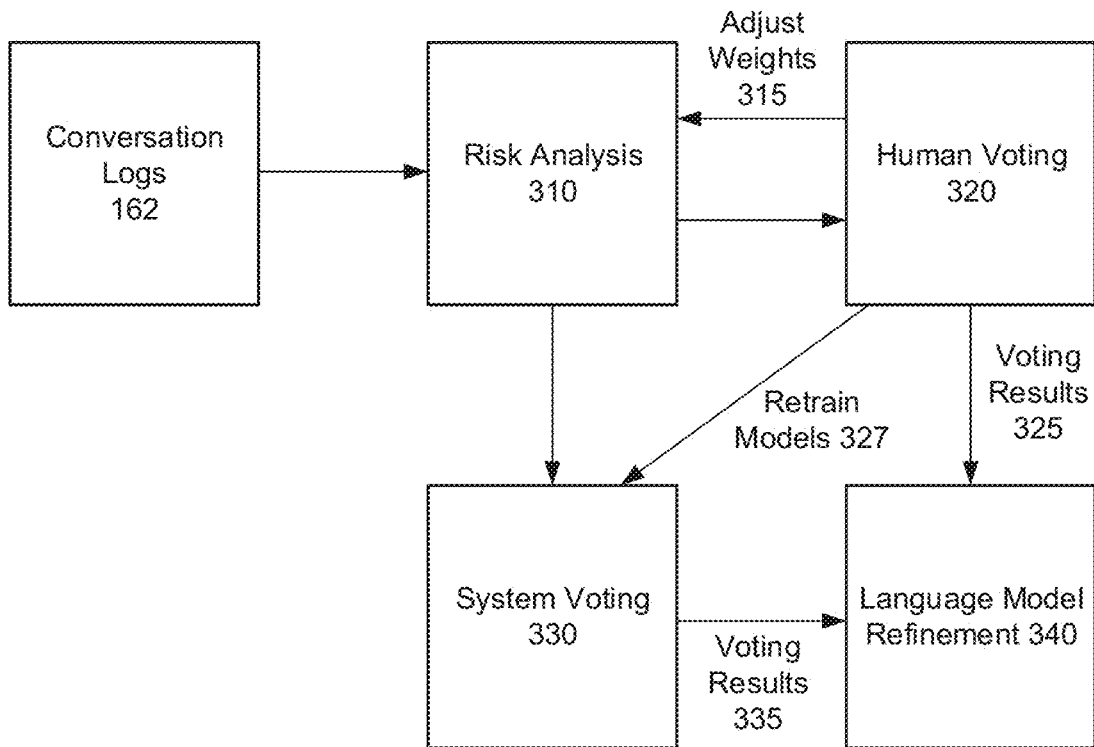 Adjust
Weights
315
Conversation
Logs
162
Risk Analysis
310
Human Voting
320
Retrain
Models 327
Voting
Results
325
System Voting
330
Voting
Results
335
Language Model
Refinement 340